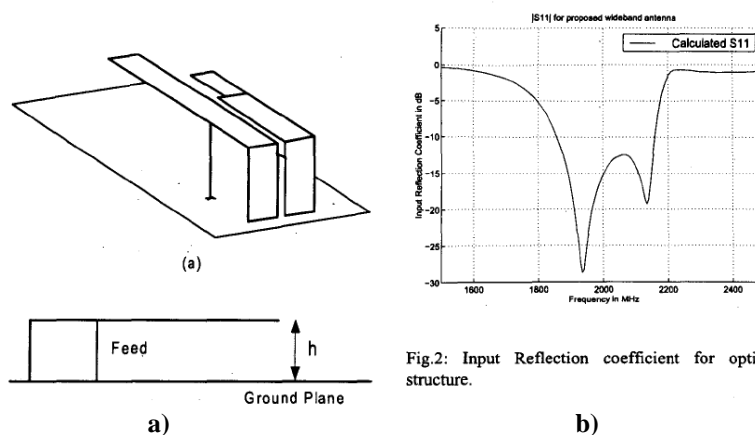 (a)
Feed
h
Ground Plane
a)
|S11| for proposed wideband antenna
Calculated S11
Input Reflection Coefficient in dB
5
0
-5
-10
-15
-20
-25
-30
1600
1800
2000
2200
2400
Frequency in MHz
Fig.2: Input Reflection coefficient for opti
structure.
b)